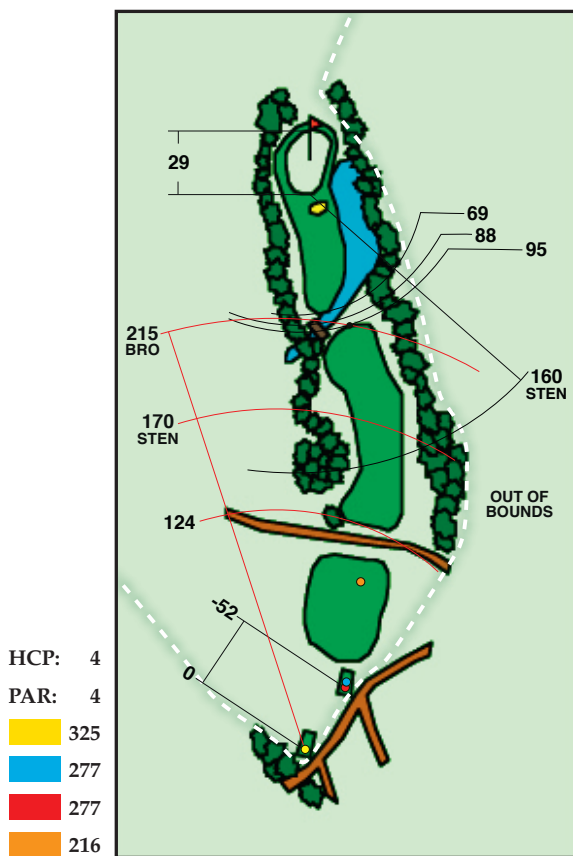 29
69
88
95
215
BRO
160
STEN
170
STEN
OUT OF
BOUNDS
124
-52
0
HCP: 4
PAR: 4
325
277
277
216